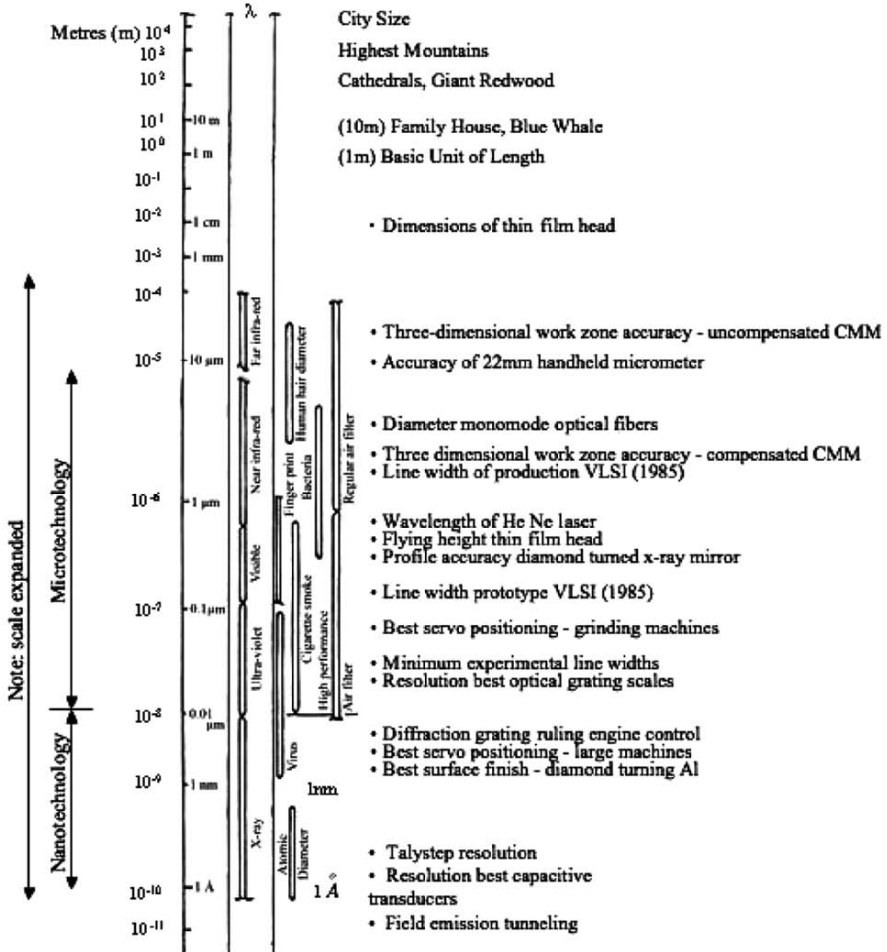 λ
Metres (m) 10⁴
10³
10²
10¹
10⁰
10⁻¹
10⁻²
10⁻³
10⁻⁴
10⁻⁵
10⁻⁶
10⁻⁷
10⁻⁸
10⁻⁹
10⁻¹⁰
10⁻¹¹
10 m
1 m
1 cm
1 mm
10 μm
1 μm
0.1μm
0.01
μm
1 nm
1 Å
Note: scale expanded
Microtechnology
Nanotechnology
Far infra-red
Near infra-red
Visible
Ultra-violet
X-ray
Human hair diameter
Finger print
Bacteria
Cigarette smoke
Virus
Atomic
Diameter
Regular air filter
High performance
Air filter
1nm
1 Å
City Size
Highest Mountains
Cathedrals, Giant Redwood
(10m) Family House, Blue Whale
(1m) Basic Unit of Length
• Dimensions of thin film head
• Three-dimensional work zone accuracy - uncompensated CMM
• Accuracy of 22mm handheld micrometer
• Diameter monomode optical fibers
• Three dimensional work zone accuracy - compensated CMM
• Line width of production VLSI (1985)
• Wavelength of He Ne laser
• Flying height thin film head
• Profile accuracy diamond turned x-ray mirror
• Line width prototype VLSI (1985)
• Best servo positioning - grinding machines
• Minimum experimental line widths
• Resolution best optical grating scales
• Diffraction grating ruling engine control
• Best servo positioning - large machines
• Best surface finish - diamond turning Al
• Talystep resolution
• Resolution best capacitive
transducers
• Field emission tunneling